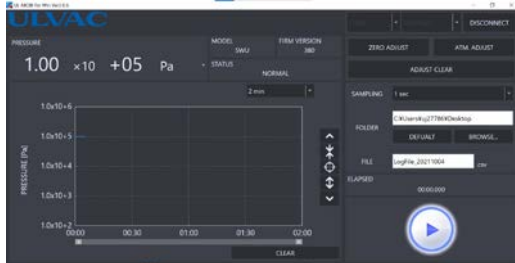 ULVAC
DISCONNECT
PRESSURE
1.00 ×10 +05 Pa
MODEL
SWU
FIRM VERSION
380
STATUS
NORMAL
ZERO ADJUST
ATM. ADJUST
ADJUST CLEAR
2 min
PRESSURE [Pa]
1.0x10+6
1.0x10+5
1.0x10+4
1.0x10+3
1.0x10+2
00:00 00:30 01:00 01:30 02:00
CLEAR
SAMPLING 1 sec
FOLDER
DEFUALT
BROWSE...
FILE LogFile_20211004 .csv
ELAPSED
00:00:000